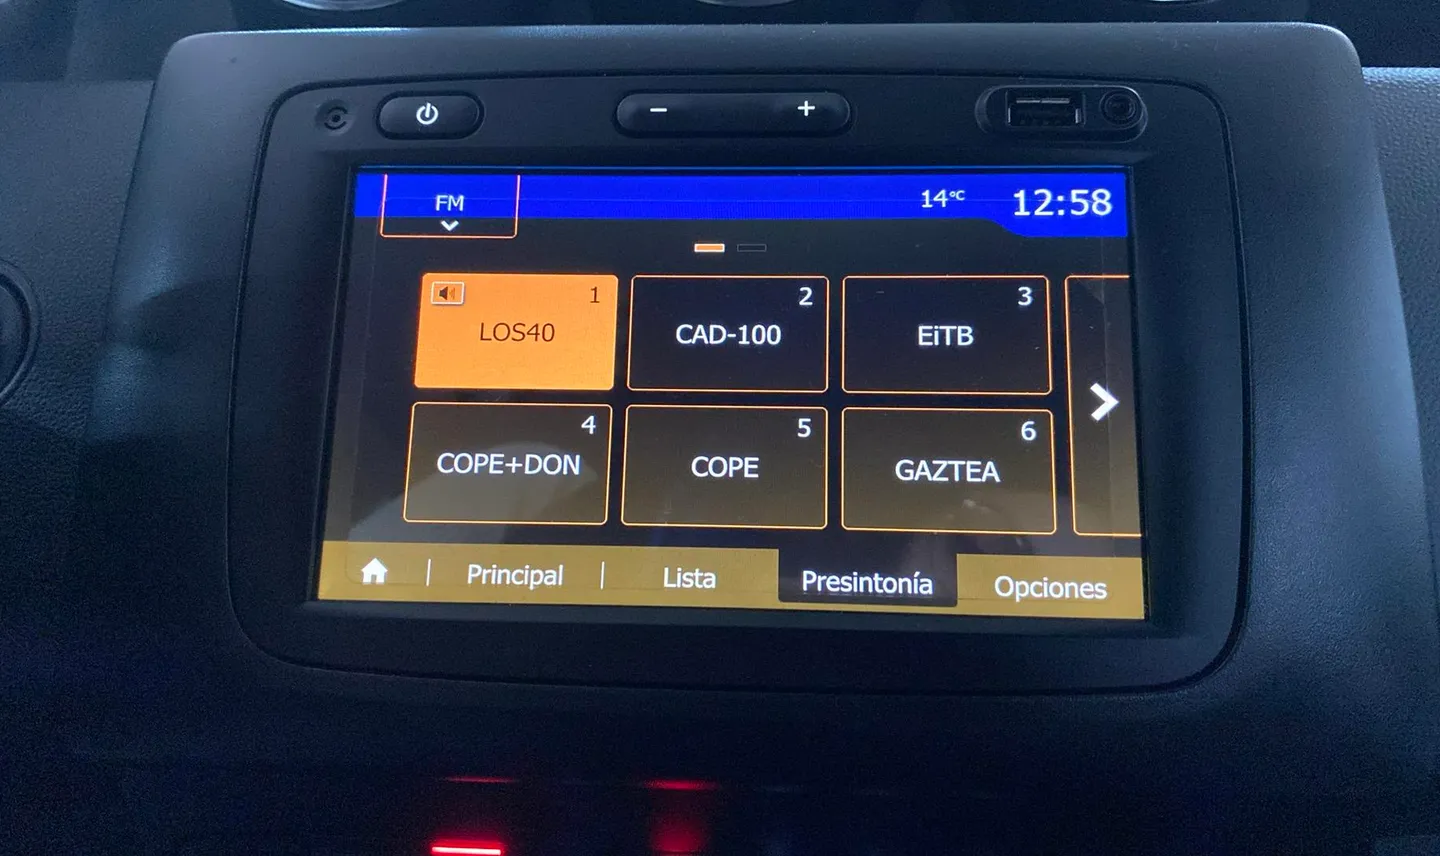 FM
14°C
12:58
1
LOS40
2
CAD-100
3
EiTB
4
COPE+DON
5
COPE
6
GAZTEA
Principal
Lista
Presintonía
Opciones